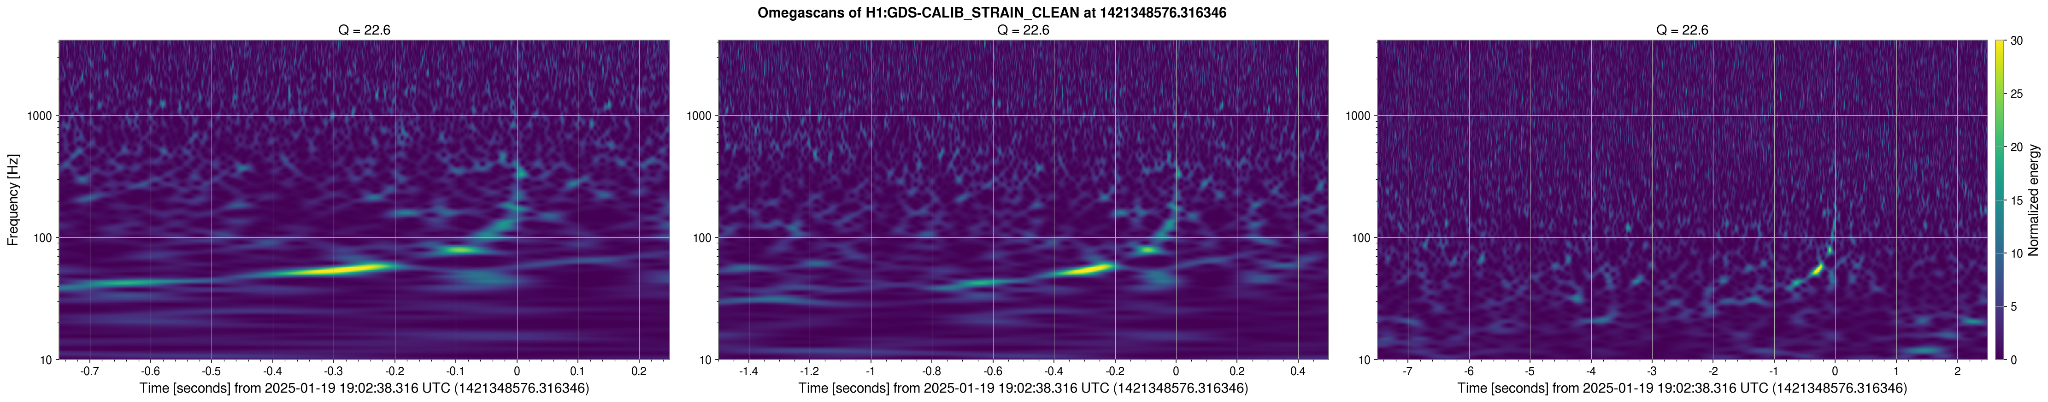 Omegascans of H1:GDS-CALIB_STRAIN_CLEAN at 1421348576.316346
Q = 22.6
Q = 22.6
Q = 22.6
Frequency [Hz]
1000
100
10
-0.7 -0.6 -0.5 -0.4 -0.3 -0.2 -0.1 0 0.1 0.2
Time [seconds] from 2025-01-19 19:02:38.316 UTC (1421348576.316346)
1000
100
10
-1.4 -1.2 -1 -0.8 -0.6 -0.4 -0.2 0 0.2 0.4
Time [seconds] from 2025-01-19 19:02:38.316 UTC (1421348576.316346)
1000
100
10
-7 -6 -5 -4 -3 -2 -1 0 1 2
Time [seconds] from 2025-01-19 19:02:38.316 UTC (1421348576.316346)
30
25
20
15
10
5
0
Normalized energy